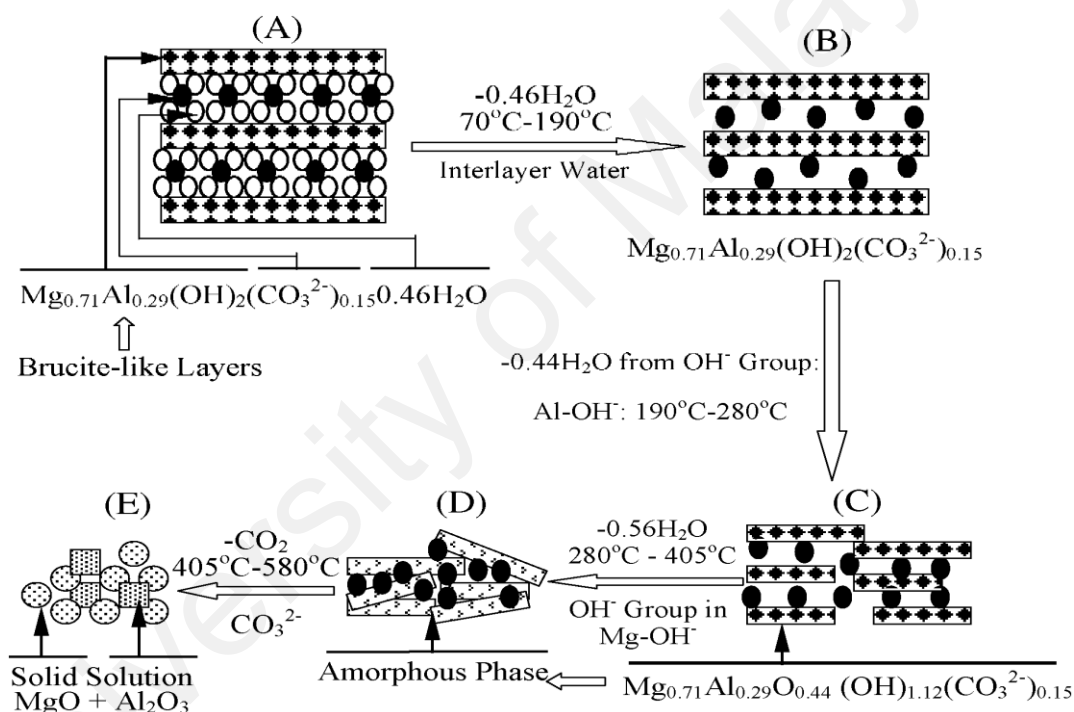 (A)
-0.46H₂O
70°C-190°C
Interlayer Water
(B)
Mg₀.₇₁Al₀.₂₉(OH)₂(CO₃²⁻)₀.₁₅
Mg₀.₇₁Al₀.₂₉(OH)₂(CO₃²⁻)₀.₁₅0.46H₂O
Brucite-like Layers
-0.44H₂O from OH⁻ Group:
Al-OH⁻: 190°C-280°C
(C)
-0.56H₂O
280°C - 405°C
OH⁻ Group in
Mg-OH⁻
Mg₀.₇₁Al₀.₂₉O₀.₄₄ (OH)₁.₁₂(CO₃²⁻)₀.₁₅
(D)
Amorphous Phase
-CO₂
405°C-580°C
CO₃²⁻
(E)
Solid Solution
MgO + Al₂O₃
versity of Malay